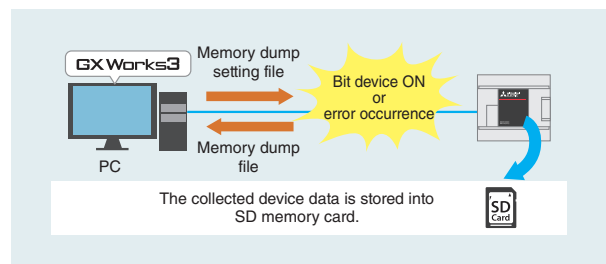 GX Works3
Memory dump
setting file
Bit device ON
or
error occurrence
Memory dump
file
PC
The collected device data is stored into
SD memory card.
SD
Card